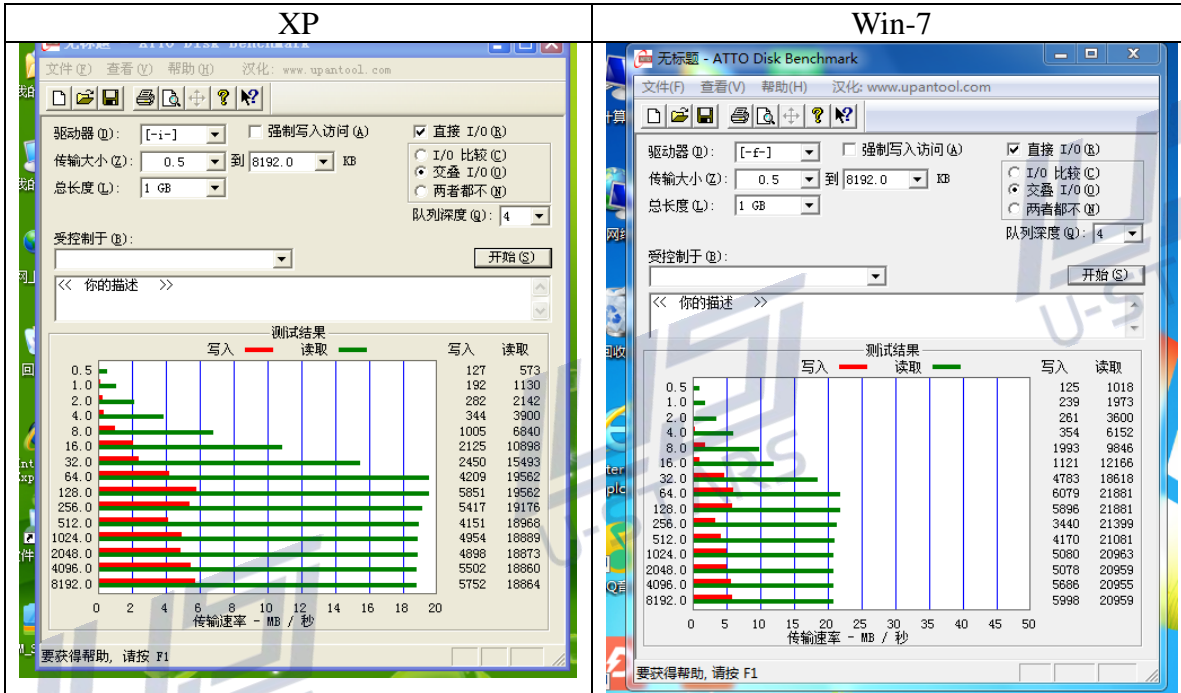 XP
Win-7
无标题 - ATTO Disk Benchmark
文件(F) 查看(V) 帮助(H) 汉化: www.upantool.com
驱动器(D): [-i-] 强制写入访问(A) 直接 I/O(R)
传输大小(Z): 0.5 到 8192.0 KB
I/O 比较(C)
交叠 I/O(O)
总长度(L): 1 GB
两者都不(N)
队列深度(Q): 4
受控制于(B):
开始(S)
<< 你的描述 >>
测试结果
写入 读取 写入 读取
0.5 127 573
1.0 192 1130
2.0 282 2142
4.0 344 3900
8.0 1005 6840
16.0 2125 10898
32.0 2450 15493
64.0 4209 19562
128.0 5851 19562
256.0 5417 19176
512.0 4151 18968
1024.0 4954 18889
2048.0 4898 18873
4096.0 5502 18860
8192.0 5752 18864
0 2 4 6 8 10 12 14 16 18 20
传输速率 - MB / 秒
要获得帮助, 请按 F1
无标题 - ATTO Disk Benchmark
文件(F) 查看(V) 帮助(H) 汉化: www.upantool.com
驱动器(D): [-f-] 强制写入访问(A) 直接 I/O(R)
传输大小(Z): 0.5 到 8192.0 KB
I/O 比较(C)
交叠 I/O(O)
总长度(L): 1 GB
两者都不(N)
队列深度(Q): 4
受控制于(B):
开始(S)
<< 你的描述 >>
测试结果
写入 读取 写入 读取
0.5 125 1018
1.0 239 1973
2.0 261 3600
4.0 354 6152
8.0 1993 9846
16.0 1121 12166
32.0 4783 18618
64.0 6079 21881
128.0 5896 21881
256.0 3440 21399
512.0 4170 21081
1024.0 5080 20963
2048.0 5078 20959
4096.0 5686 20955
8192.0 5998 20959
0 5 10 15 20 25 30 35 40 45 50
传输速率 - MB / 秒
要获得帮助, 请按 F1
U-STARS